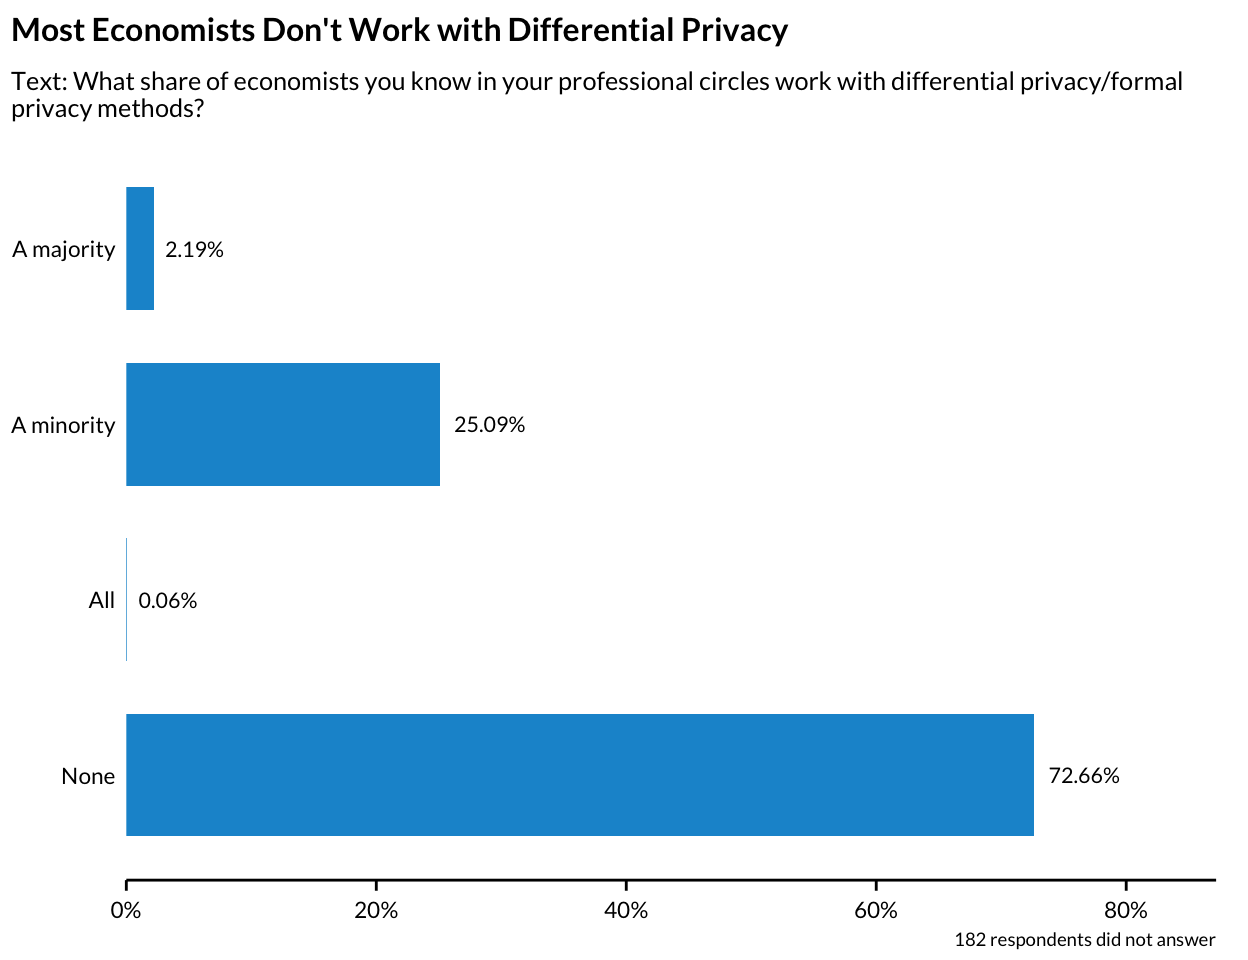 Most Economists Don't Work with Differential Privacy
Text: What share of economists you know in your professional circles work with differential privacy/formal
privacy methods?
A majority
2.19%
A minority
25.09%
All
0.06%
None
72.66%
0%
20%
40%
60%
80%
182 respondents did not answer